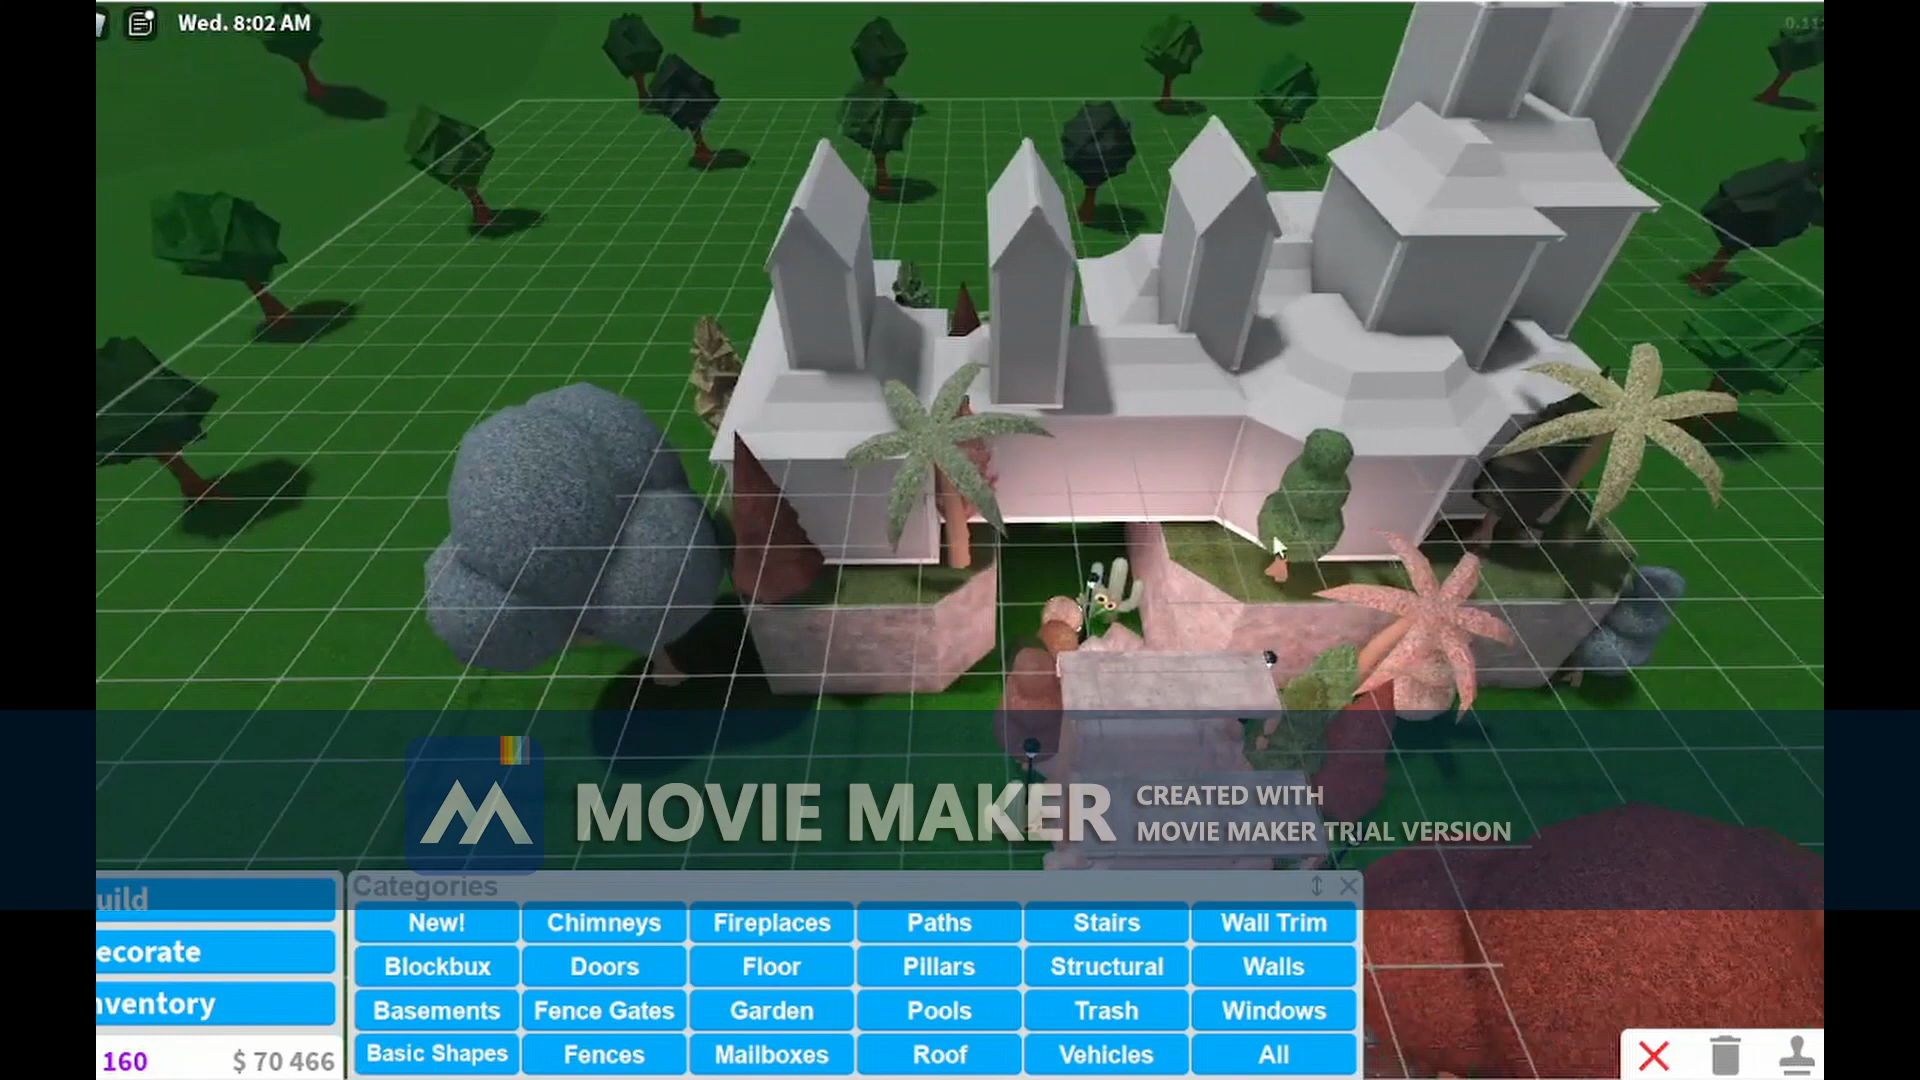 Wed. 8:02 AM
MOVIE MAKER
CREATED WITH
MOVIE MAKER TRIAL VERSION
uild
ecorate
nventory
160 $ 70 466
Categories
New! Chimneys Fireplaces Paths Stairs Wall Trim
Blockbux Doors Floor Pillars Structural Walls
Basements Fence Gates Garden Pools Trash Windows
Basic Shapes Fences Mailboxes Roof Vehicles All